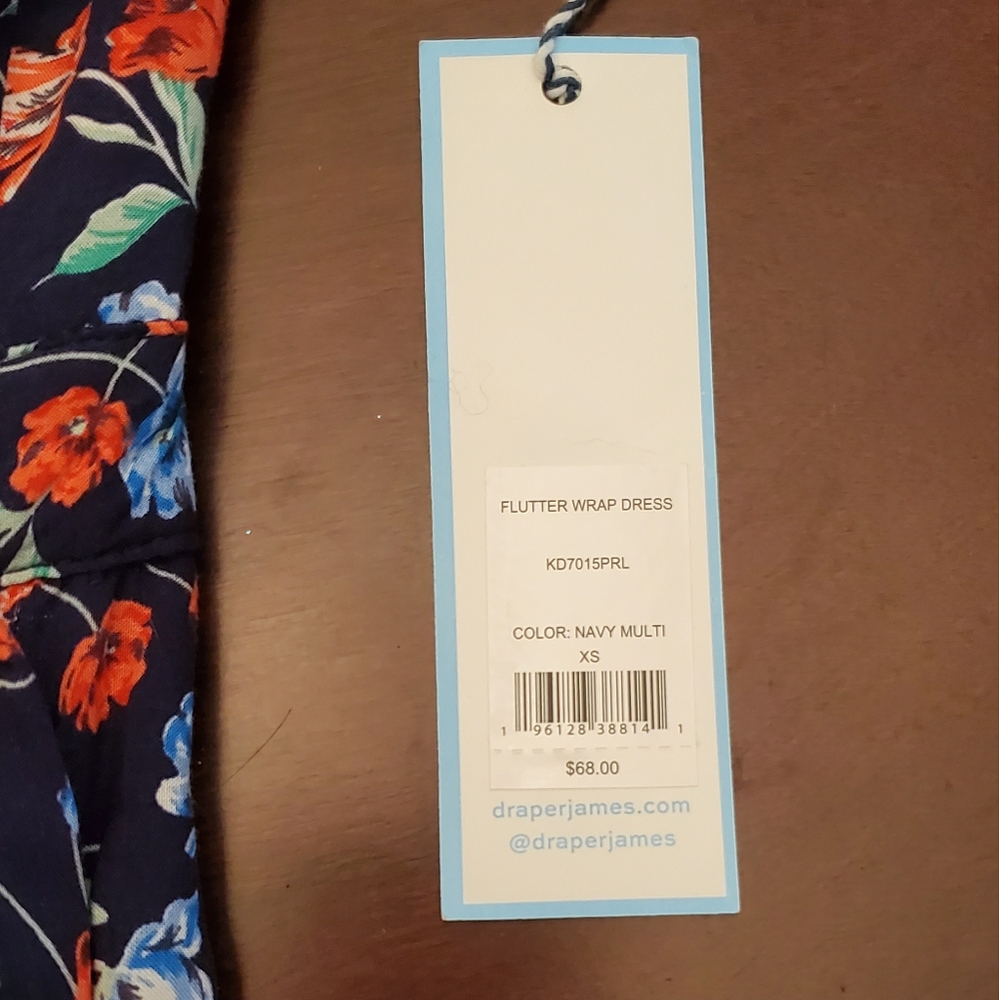 FLUTTER WRAP DRESS
KD7015PRL
COLOR: NAVY MULTI
XS
1 96128 38814 1
$68.00
draperjames.com
@draperjames